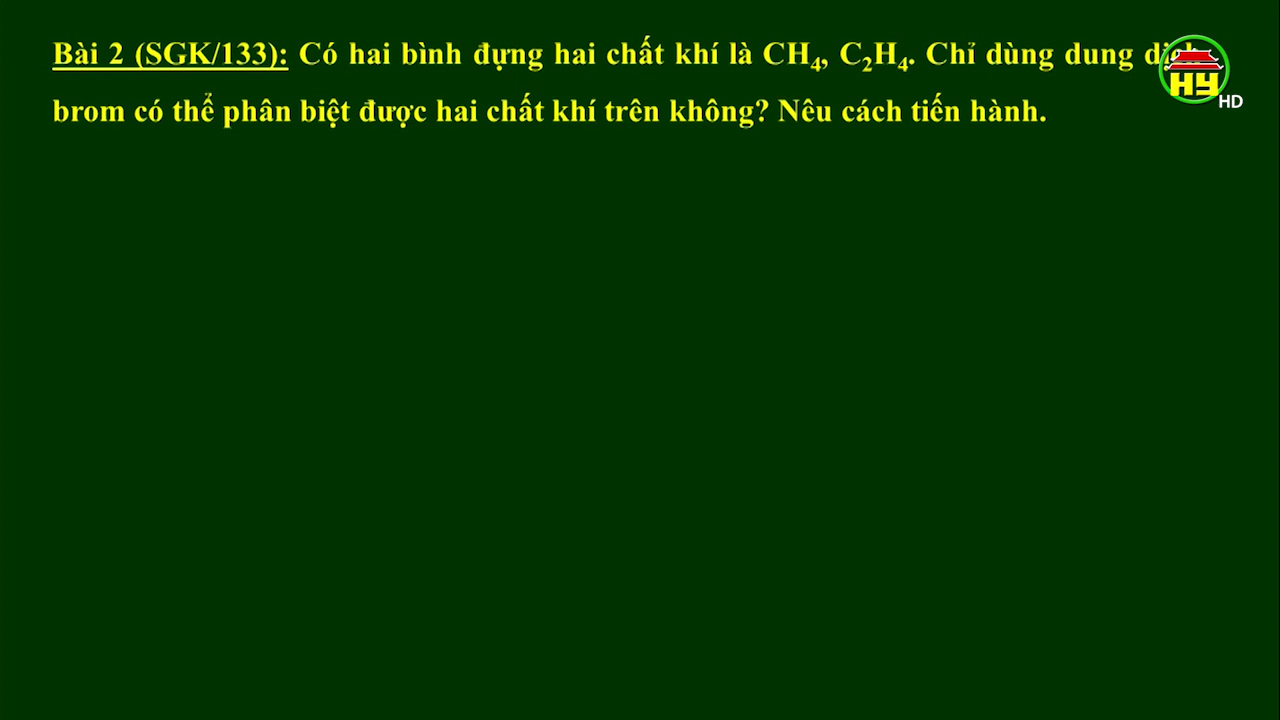 Bài 2 (SGK/133): Có hai bình đựng hai chất khí là CH₄, C₂H₄. Chỉ dùng dung dịch
brom có thể phân biệt được hai chất khí trên không? Nêu cách tiến hành.
HY
HD